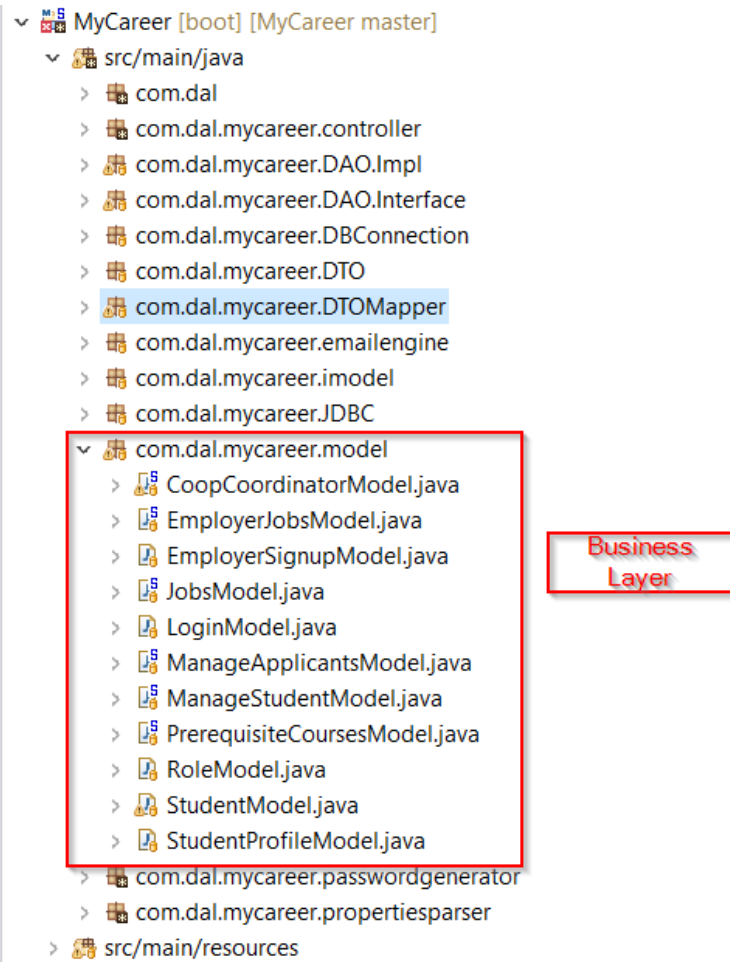 MyCareer [boot] [MyCareer master]
src/main/java
com.dal
com.dal.mycareer.controller
com.dal.mycareer.DAO.Impl
com.dal.mycareer.DAO.Interface
com.dal.mycareer.DBConnection
com.dal.mycareer.DTO
com.dal.mycareer.DTOMapper
com.dal.mycareer.emailengine
com.dal.mycareer.imodel
com.dal.mycareer.JDBC
com.dal.mycareer.model
CoopCoordinatorModel.java
EmployerJobsModel.java
EmployerSignupModel.java
Business
Layer
JobsModel.java
LoginModel.java
ManageApplicantsModel.java
ManageStudentModel.java
PrerequisiteCoursesModel.java
RoleModel.java
StudentModel.java
StudentProfileModel.java
com.dal.mycareer.passwordgenerator
com.dal.mycareer.propertiesparser
src/main/resources